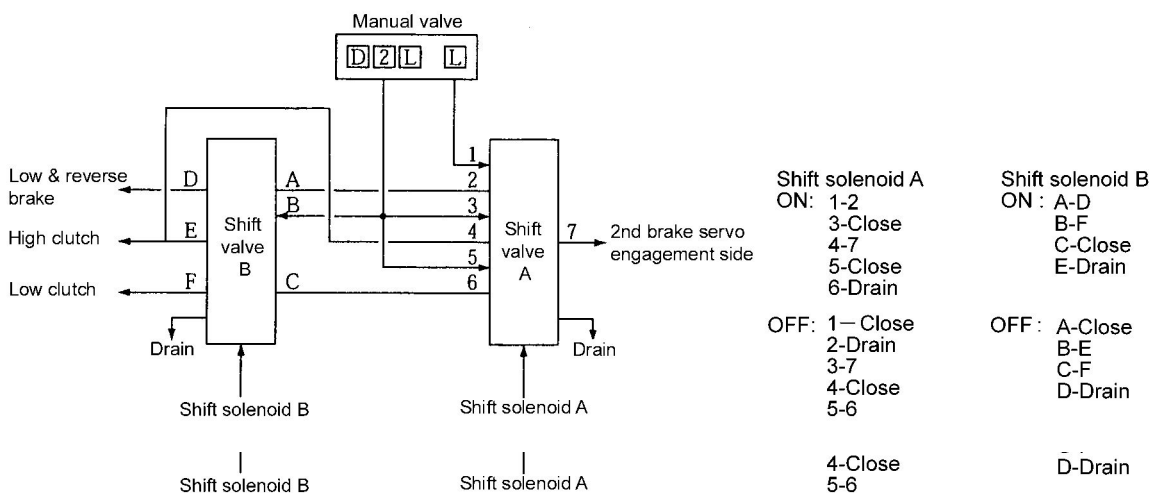 Manual valve
D 2 L L
1
D A 2
Low & reverse
brake
B 3
Shift
valve
B
Shift
valve
A
High clutch E 4 7
2nd brake servo
engagement side
5
Low clutch F C 6
Drain Drain
Shift solenoid B Shift solenoid A
Shift solenoid B Shift solenoid A
Shift solenoid A
ON: 1-2
3-Close
4-7
5-Close
6-Drain
OFF: 1—Close
2-Drain
3-7
4-Close
5-6
4-Close
5-6
Shift solenoid B
ON: A-D
B-F
C-Close
E-Drain
OFF: A-Close
B-E
C-F
D-Drain
D-Drain